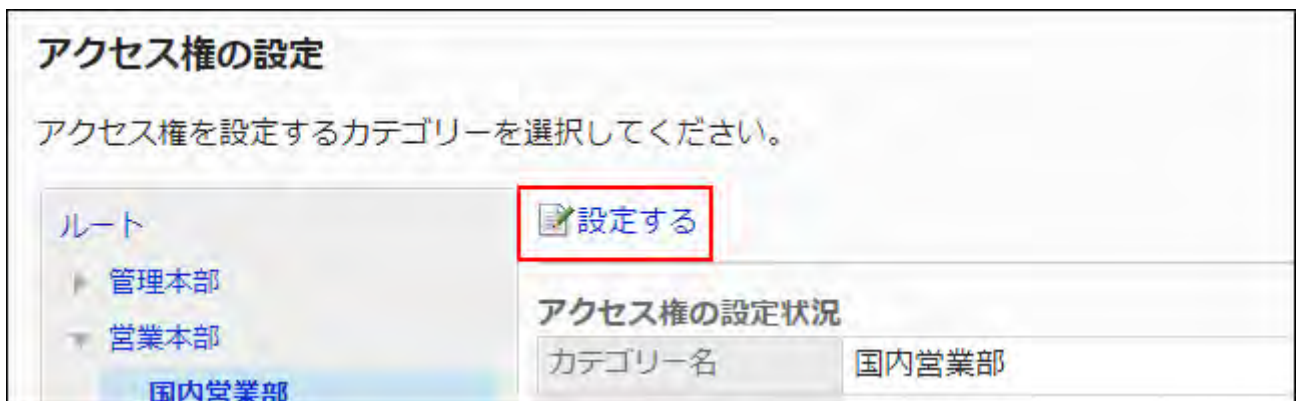 アクセス権の設定
アクセス権を設定するカテゴリーを選択してください。
ルート
管理本部
営業本部
国内営業部
設定する
アクセス権の設定状況
カテゴリー名 国内営業部